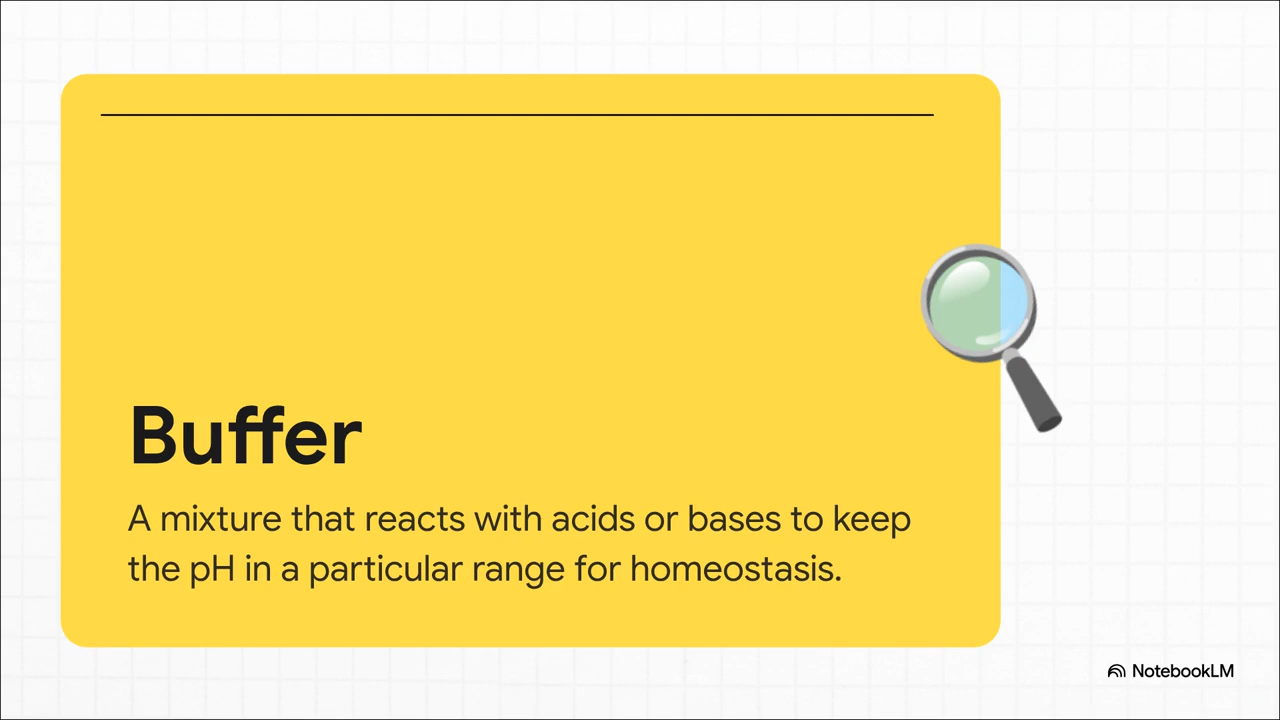 Buffer
A mixture that reacts with acids or bases to keep
the pH in a particular range for homeostasis.
NotebookLM